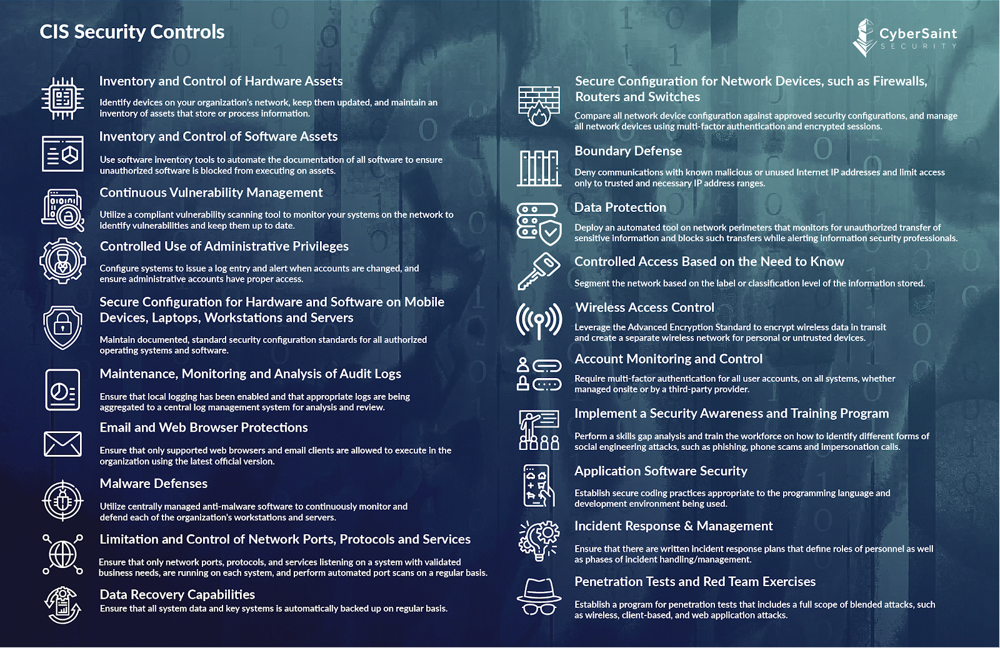 CIS Security Controls
CyberSaint
SECURITY
Inventory and Control of Hardware Assets
Identify devices on your organization's network, keep them updated, and maintain an
inventory of assets that store or process information.
Inventory and Control of Software Assets
Use software inventory tools to automate the documentation of all software to ensure
unauthorized software is blocked from executing on assets.
Continuous Vulnerability Management
Utilize a compliant vulnerability scanning tool to monitor your systems on the network to
identify vulnerabilities and keep them up to date.
Controlled Use of Administrative Privileges
Configure systems to issue a log entry and alert when accounts are changed, and
ensure administrative accounts have proper access.
Secure Configuration for Hardware and Software on Mobile
Devices, Laptops, Workstations and Servers
Maintain documented, standard security configuration standards for all authorized
operating systems and software.
Maintenance, Monitoring and Analysis of Audit Logs
Ensure that local logging has been enabled and that appropriate logs are being
aggregated to a central log management system for analysis and review.
Email and Web Browser Protections
Ensure that only supported web browsers and email clients are allowed to execute in the
organization using the latest official version.
Malware Defenses
Utilize centrally managed anti-malware software to continuously monitor and
defend each of the organization's workstations and servers.
Limitation and Control of Network Ports, Protocols and Services
Ensure that only network ports, protocols, and services listening on a system with validated
business needs, are running on each system, and perform automated port scans on a regular basis.
Data Recovery Capabilities
Ensure that all system data and key systems is automatically backed up on regular basis.
Secure Configuration for Network Devices, such as Firewalls,
Routers and Switches
Compare all network device configuration against approved security configurations, and manage
all network devices using multi-factor authentication and encrypted sessions.
Boundary Defense
Deny communications with known malicious or unused Internet IP addresses and limit access
only to trusted and necessary IP address ranges.
Data Protection
Deploy an automated tool on network perimeters that monitors for unauthorized transfer of
sensitive information and blocks such transfers while alerting information security professionals.
Controlled Access Based on the Need to Know
Segment the network based on the label or classification level of the information stored.
Wireless Access Control
Leverage the Advanced Encryption Standard to encrypt wireless data in transit
and create a separate wireless network for personal or untrusted devices.
Account Monitoring and Control
Require multi-factor authentication for all user accounts, on all systems, whether
managed onsite or by a third-party provider.
Implement a Security Awareness and Training Program
Perform a skills gap analysis and train the workforce on how to identify different forms of
social engineering attacks, such as phishing, phone scams and impersonation calls.
Application Software Security
Establish secure coding practices appropriate to the programming language and
development environment being used.
Incident Response & Management
Ensure that there are written incident response plans that define roles of personnel as well
as phases of incident handling/management.
Penetration Tests and Red Team Exercises
Establish a program for penetration tests that includes a full scope of blended attacks, such
as wireless, client-based, and web application attacks.